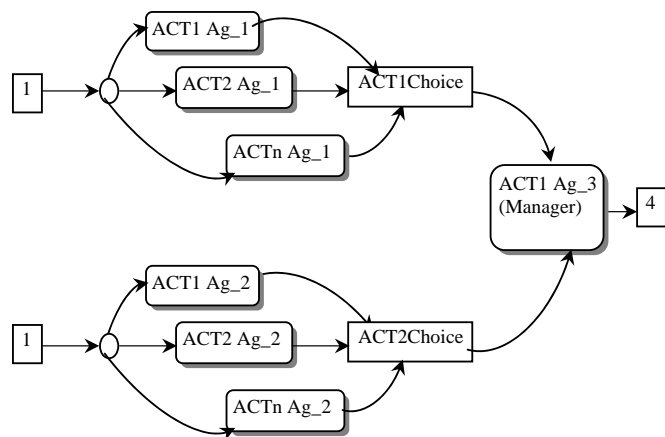 ACT1 Ag_1
1
ACT2 Ag_1
ACT1Choice
ACTn Ag_1
ACT1 Ag_3
(Manager)
4
ACT1 Ag_2
1
ACT2 Ag_2
ACT2Choice
ACTn Ag_2